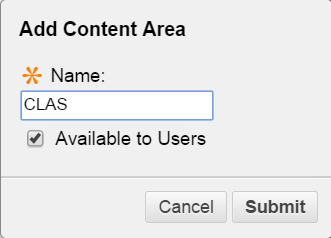 Add Content Area
Name:
CLAS
Available to Users
Cancel Submit